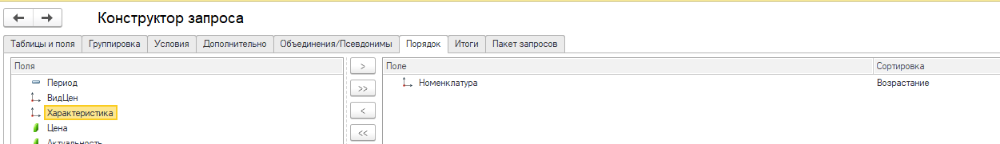 Конструктор запроса
Таблицы и поля Группировка Условия Дополнительно Объединения/Псевдонимы Порядок Итоги Пакет запросов
Поля > Поле Сортировка
Период Номенклатура Возрастание
>>
ВидЦен
Характеристика <
Цена <<
Актуальность